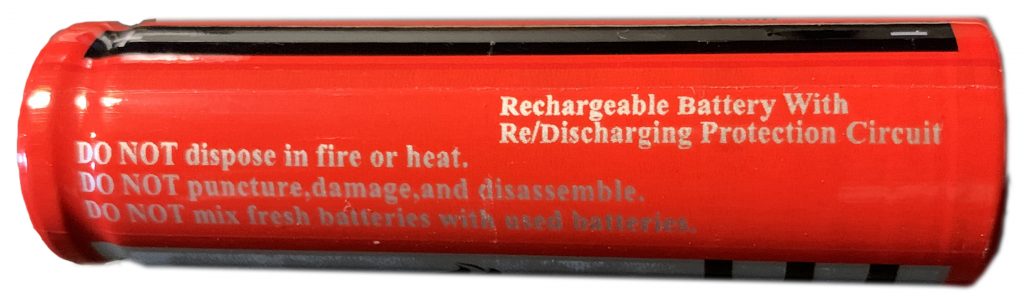 Rechargeable Battery With
Re/Discharging Protection Circuit
DO NOT dispose in fire or heat.
DO NOT puncture,damage,and disassemble.
DO NOT mix fresh batteries with used batteries.